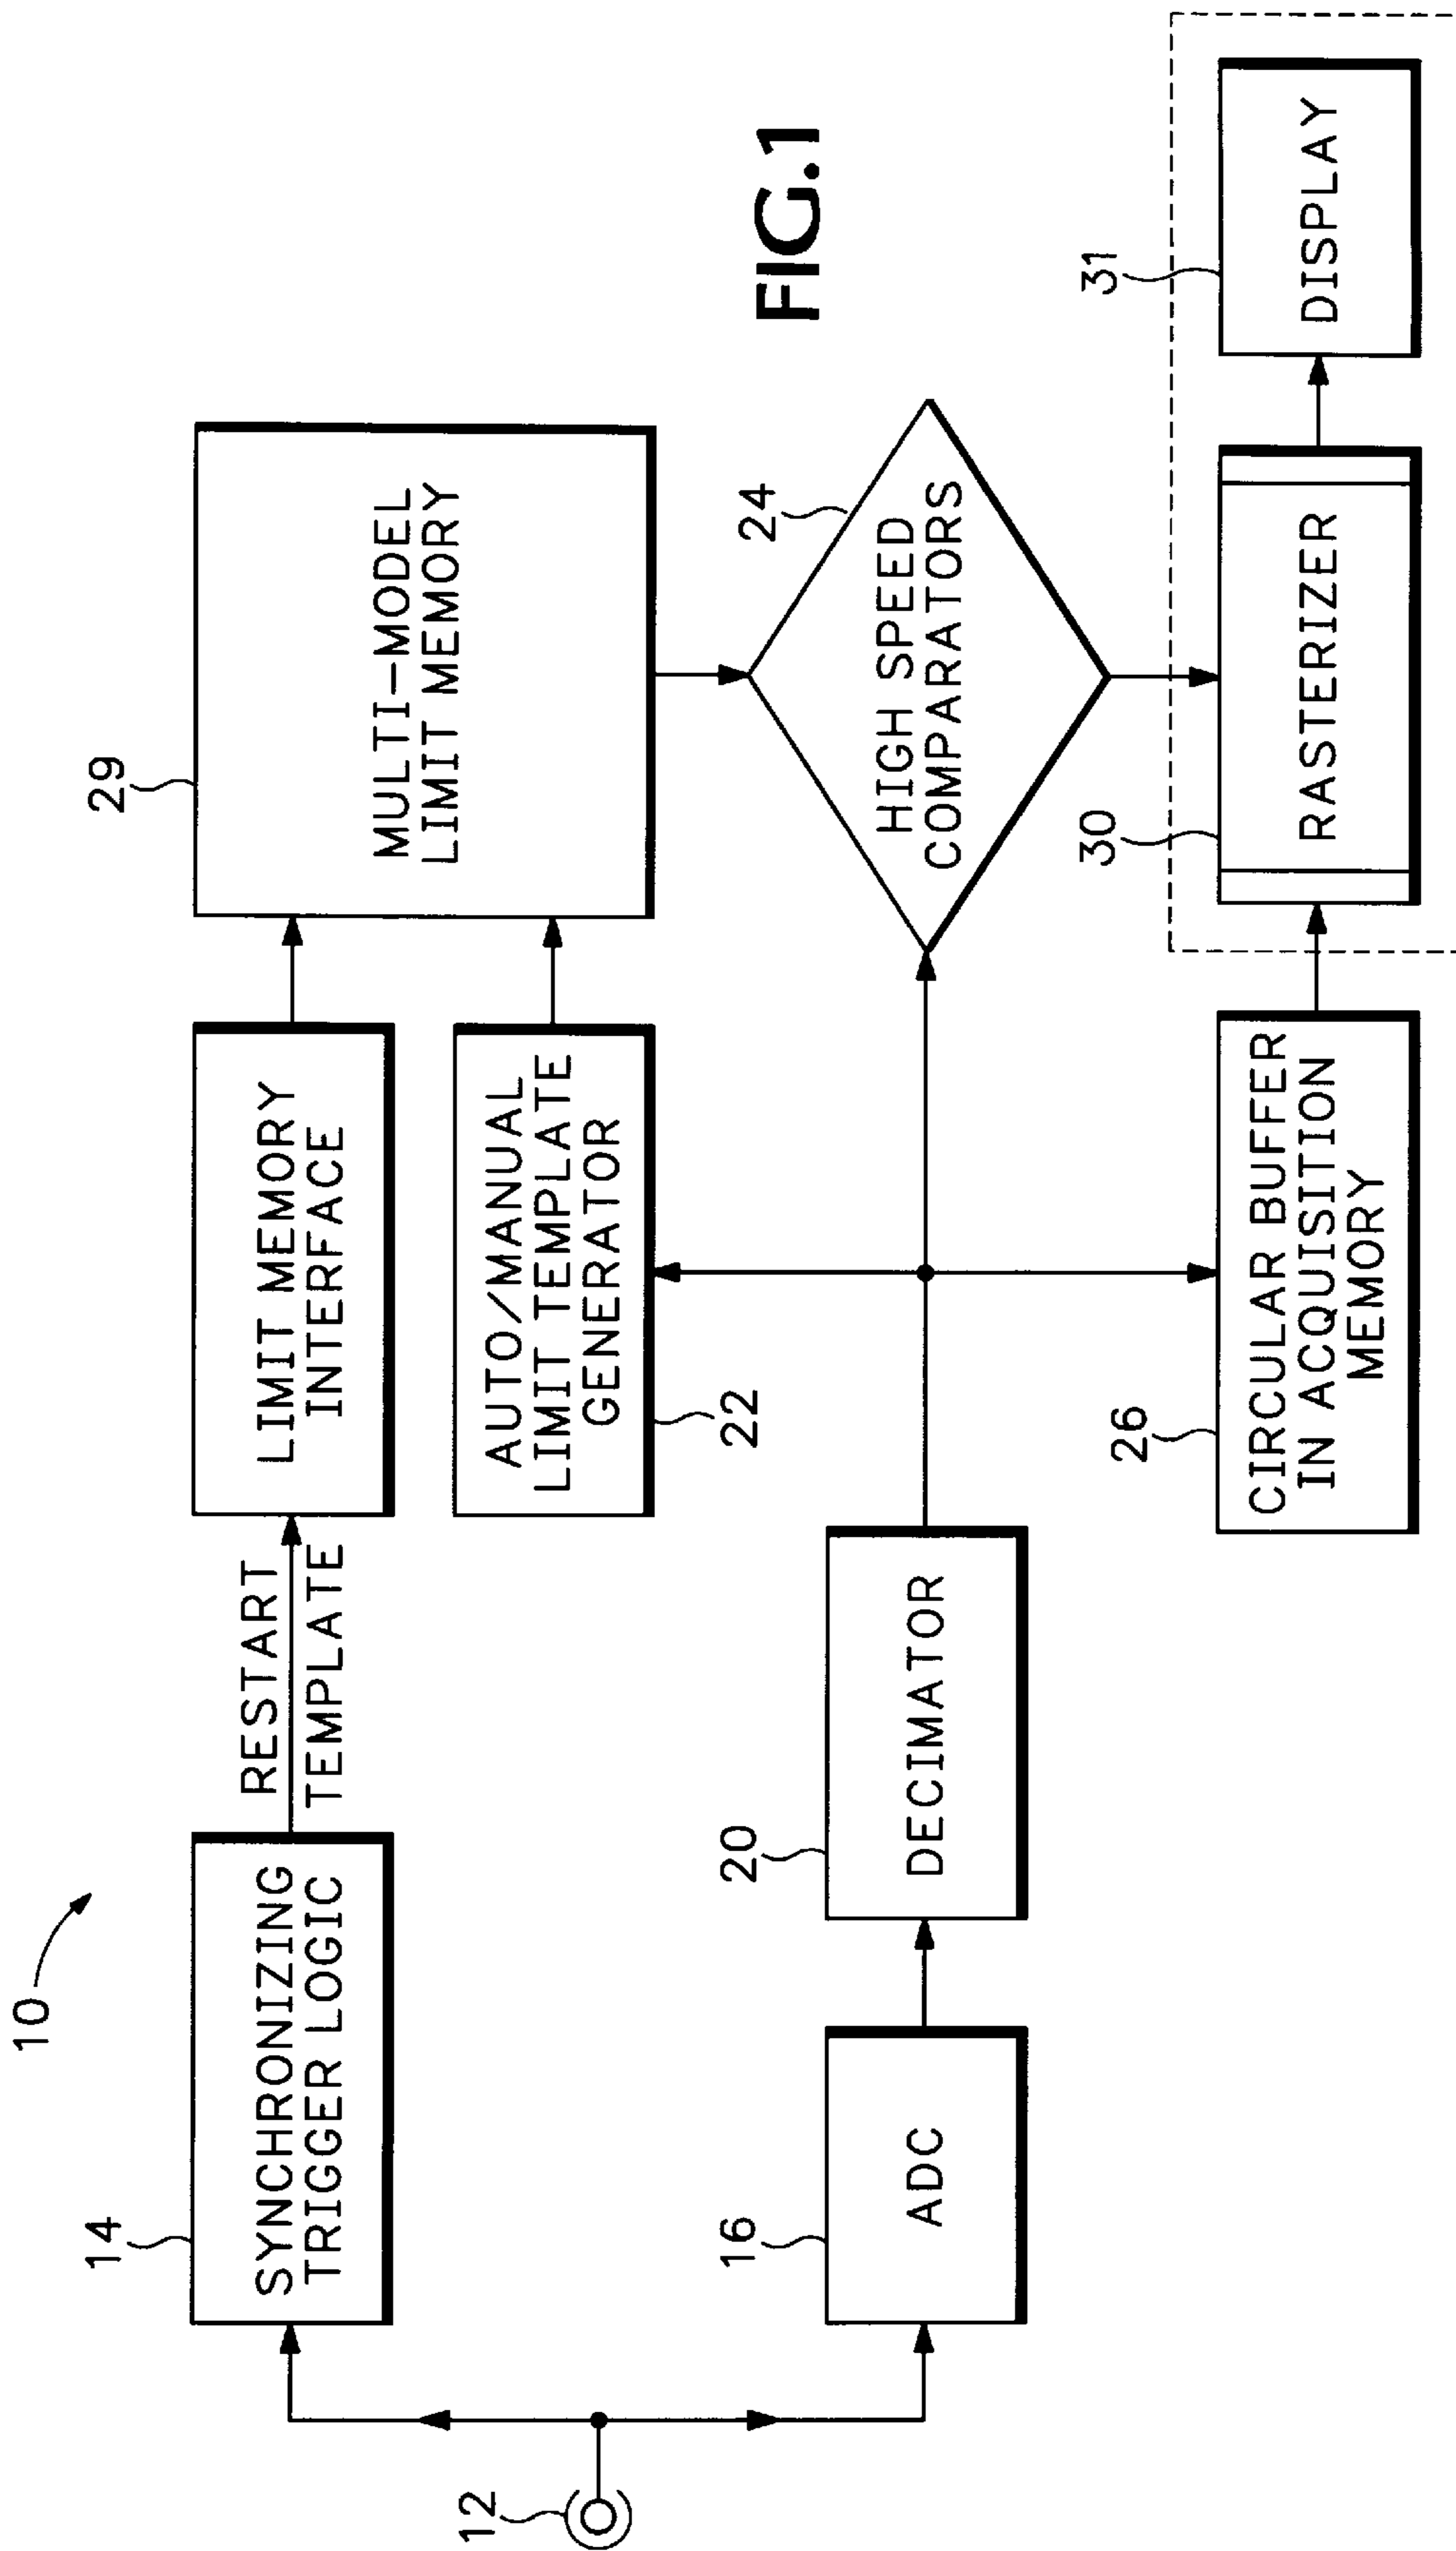 10
14
SYNCHRONIZING
TRIGGER LOGIC
RESTART
TEMPLATE
LIMIT MEMORY
INTERFACE
29
MULTI-MODEL
LIMIT MEMORY
AUTO/MANUAL
LIMIT TEMPLATE
GENERATOR
22
12
16
ADC
20
DECIMATOR
24
HIGH SPEED
COMPARATORS
FIG.1
26
CIRCULAR BUFFER
IN ACQUISITION
MEMORY
30
RASTERIZER
31
DISPLAY